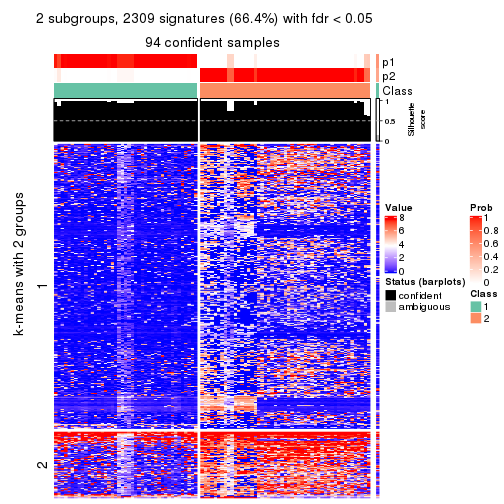 2 subgroups, 2309 signatures (66.4%) with fdr < 0.05
94 confident samples
p1
p2
Class
1
0.5
0
Silhouette
score
k-means with 2 groups
1
2
Value
8
6
4
2
0
Prob
1
0.8
0.6
0.4
0.2
0
Status (barplots)
confident
ambiguous
Class
1
2